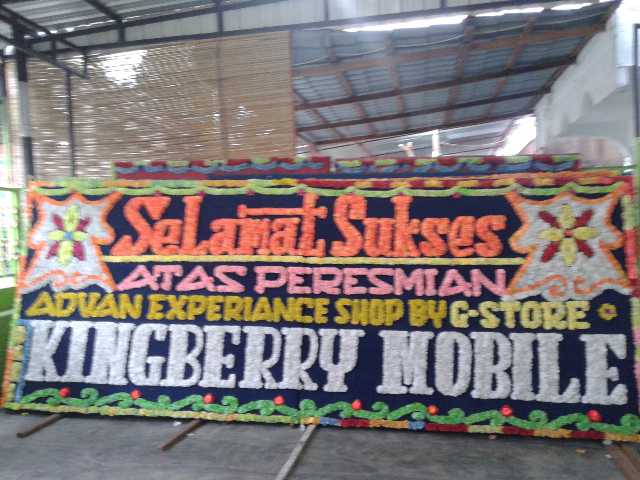 Selamat Sukses
ATAS PERESMIAN
ADVAN EXPERIANCE SHOP BY G-STORE
KINGBERRY MOBILE